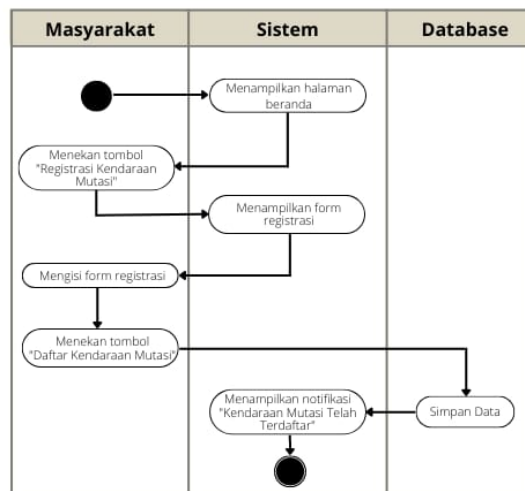 Masyarakat
Sistem
Database
Menampilkan halaman
beranda
Menekan tombol
"Registrasi Kendaraan
Mutasi"
Menampilkan form
registrasi
Mengisi form registrasi
Menekan tombol
"Daftar Kendaraan Mutasi"
Simpan Data
Menampilkan notifikasi
"Kendaraan Mutasi Telah
Terdaftar"